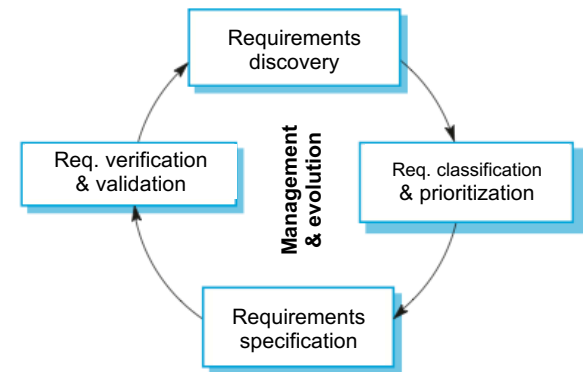 Requirements
discovery
Req. verification
& validation
Management
& evolution
Req. classification
& prioritization
Requirements
specification